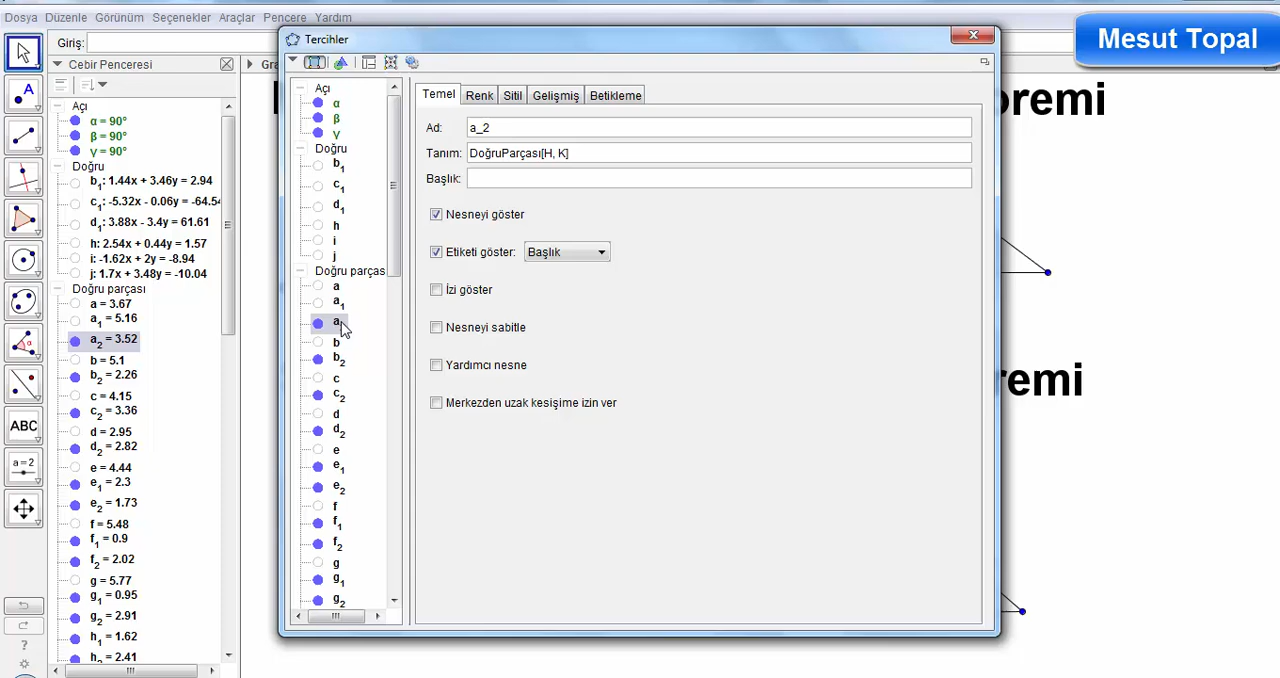 Dosya Düzenle Görünüm Seçenekler Araçlar Pencere Yardım
Mesut Topal
Giriş:
Cebir Penceresi
Açı
α = 90°
β = 90°
γ = 90°
Doğru
b1: 1.44x + 3.46y = 2.94
c1: -5.32x - 0.06y = -64.54
d1: 3.88x - 3.4y = 61.61
h: 2.54x + 0.44y = 1.57
i: -1.62x + 2y = -8.94
j: 1.7x + 3.48y = -10.04
Doğru parçası
a = 3.67
a1 = 5.16
a2 = 3.52
b = 5.1
b2 = 2.26
c = 4.15
c2 = 3.36
d = 2.95
d2 = 2.82
e = 4.44
e1 = 2.3
e2 = 1.73
f = 5.48
f1 = 0.9
f2 = 2.02
g = 5.77
g1 = 0.95
g2 = 2.91
h1 = 1.62
h2 = 2.41
ABC
a=2
Gra
oremi
remi
Tercihler
Açı
α
β
γ
Doğru
b1
c1
d1
h
i
j
Doğru parças
a
a1
a
b
b2
c
c2
d
d2
e
e1
e2
f
f1
f2
g
g1
g2
Temel Renk Sitil Gelişmiş Betikleme
Ad: a_2
Tanım: DoğruParçası[H, K]
Başlık:
Nesneyi göster
Etiketi göster: Başlık
İzi göster
Nesneyi sabitle
Yardımcı nesne
Merkezden uzak kesişime izin ver